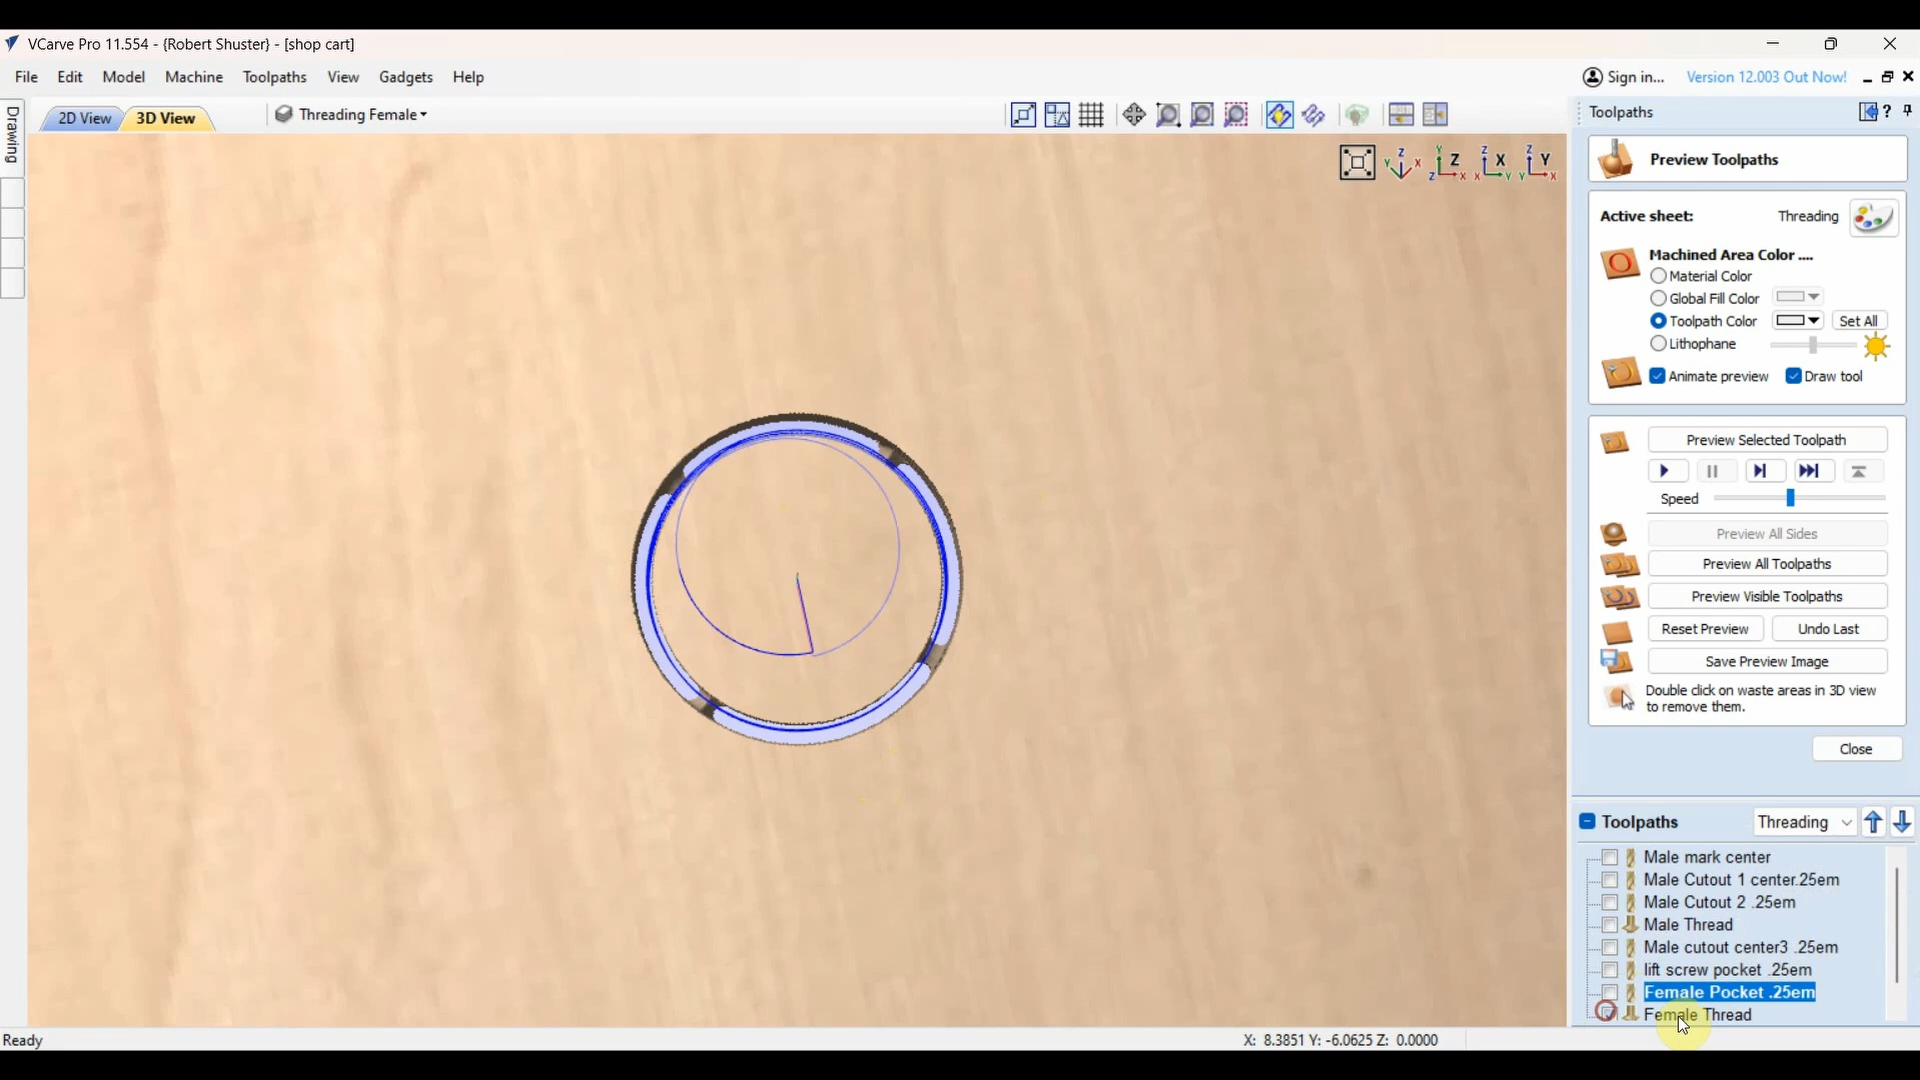 VCarve Pro 11.554 - {Robert Shuster} - [shop cart]
File Edit Model Machine Toolpaths View Gadgets Help
Sign in... Version 12.003 Out Now!
Drawing
2D View 3D View Threading Female
Toolpaths ?
Z Y X
Y Z X Z
Z X X Y
Z Y Y X
Preview Toolpaths
Active sheet: Threading
Machined Area Color ....
Material Color
Global Fill Color
Toolpath Color Set All
Lithophane
Animate preview Draw tool
Preview Selected Toolpath
Speed
Preview All Sides
Preview All Toolpaths
Preview Visible Toolpaths
Reset Preview Undo Last
Save Preview Image
Double click on waste areas in 3D view
to remove them.
Close
Toolpaths Threading
Male mark center
Male Cutout 1 center.25em
Male Cutout 2 .25em
Male Thread
Male cutout center3 .25em
lift screw pocket .25em
Female Pocket .25em
Female Thread
Ready X: 8.3851 Y: -6.0625 Z: 0.0000